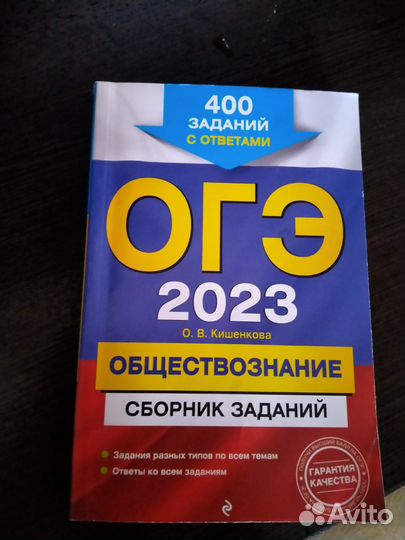 400
ЗАДАНИЙ
С ОТВЕТАМИ
ОГЭ
2023
О. В. Кишенкова
ОБЩЕСТВОЗНАНИЕ
СБОРНИК ЗАДАНИЙ
Задания разных типов по всем темам
Ответы ко всем заданиям
ГАРАНТИЯ
КАЧЕСТВА
Avito